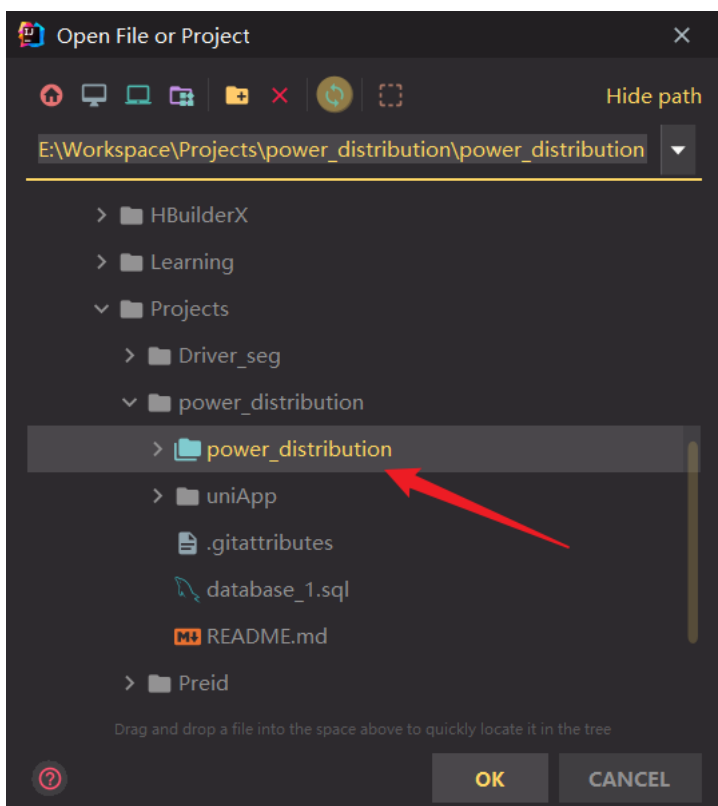 Open File or Project
Hide path
E:\Workspace\Projects\power_distribution\power_distribution
HBuilderX
Learning
Projects
Driver_seg
power_distribution
power_distribution
uniApp
.gitattributes
database_1.sql
README.md
Preid
Drag and drop a file into the space above to quickly locate it in the tree
OK
CANCEL